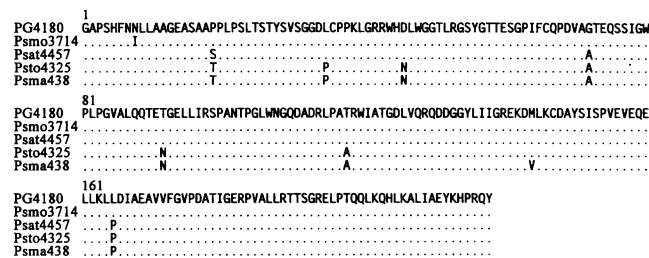 1
PG4180 GAPSHFNNLLAAGEASAAPPLPSLTSTYSVSGGDLCPPKLGRRWHDLWGGTLRGSYGTTESGPIFCQPDVAGTEQSSIGW
Psmo3714 .......I........................................................................
Psat4457 ..................S....................................................A........
Psto4325 ..................T...............P..........N.........................A........
Psma438 ..................T..........................N.........................A........
81
PG4180 PLPGVALQQTETGELLIRSPANTPGLWNGQDADRLPATRWIATGDLVQRQDDGGYLIIGREKDMLKCDAYSISPVEVEQE
Psmo3714 ................................................................................
Psat4457 ................................................................................
Psto4325 ...........N.........................A..........................................
Psma438 ...........N.........................A.........................V................
161
PG4180 LLKLLDIAEAVVFGVPDATIGERPVALLRTTSGRELPTQQLKQHLKALIAEYKHPRQY
Psmo3714 ..........................................................
Psat4457 ....P.....................................................
Psto4325 ....P.....................................................
Psma438 ....P.....................................................